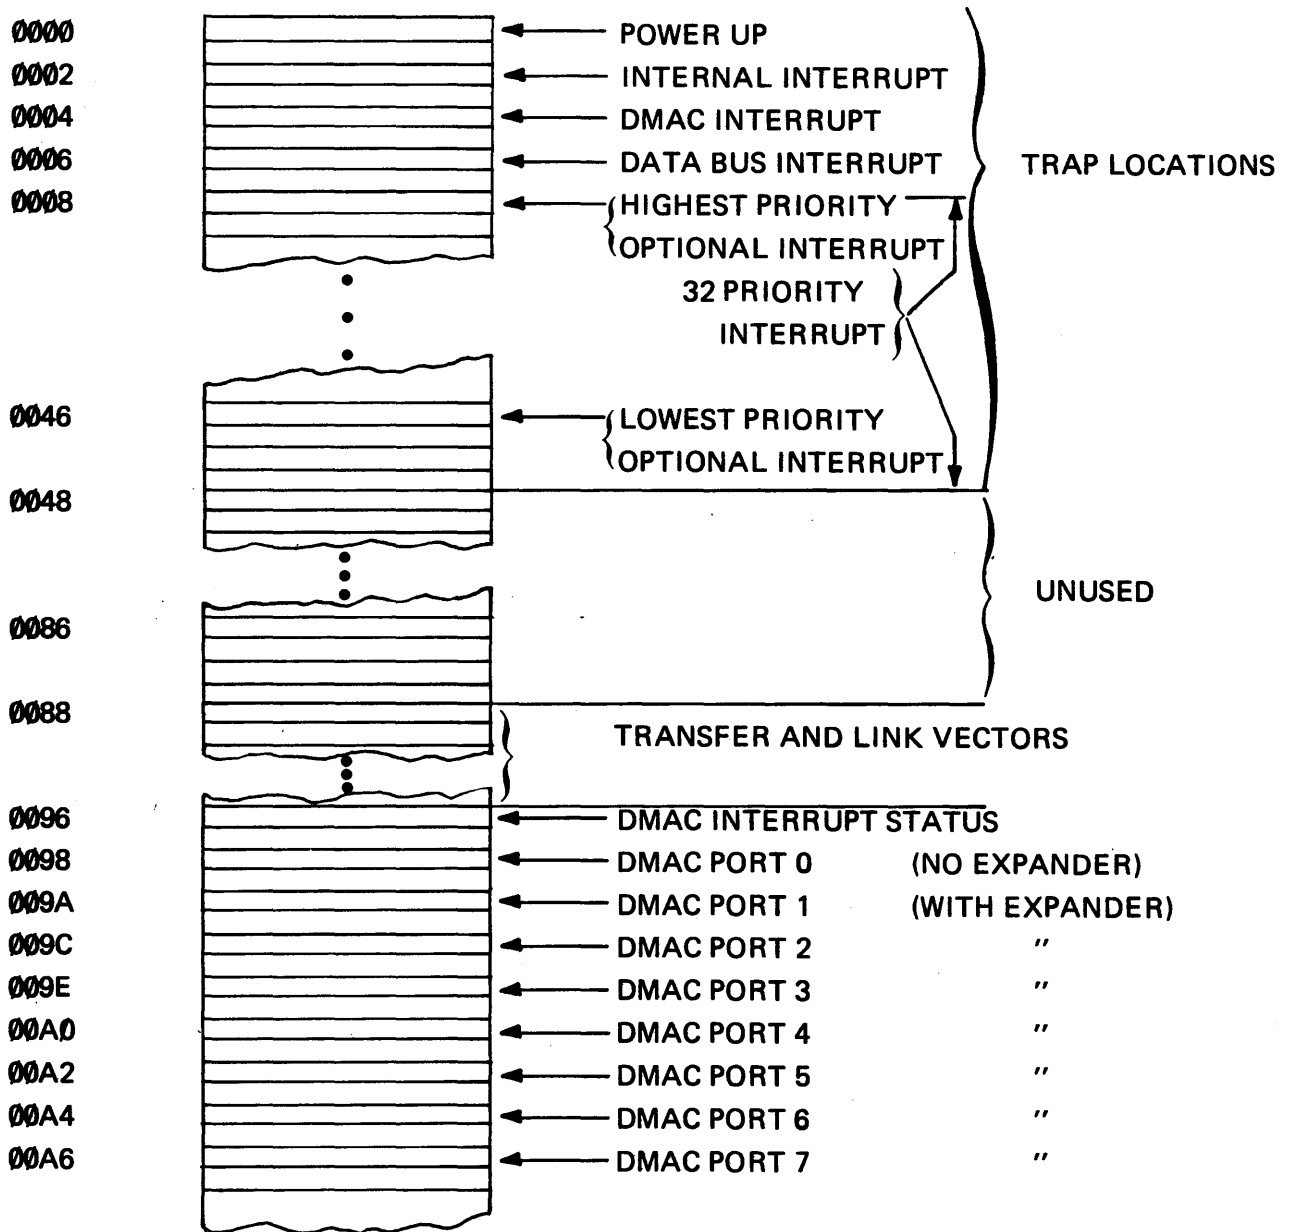 0000 POWER UP
0002 INTERNAL INTERRUPT
0004 DMAC INTERRUPT
0006 DATA BUS INTERRUPT TRAP LOCATIONS
0008 HIGHEST PRIORITY
OPTIONAL INTERRUPT
32 PRIORITY
INTERRUPT
0046 LOWEST PRIORITY
OPTIONAL INTERRUPT
0048
UNUSED
0086
0088
TRANSFER AND LINK VECTORS
0096 DMAC INTERRUPT STATUS
0098 DMAC PORT 0 (NO EXPANDER)
009A DMAC PORT 1 (WITH EXPANDER)
009C DMAC PORT 2 "
009E DMAC PORT 3 "
00A0 DMAC PORT 4 "
00A2 DMAC PORT 5 "
00A4 DMAC PORT 6 "
00A6 DMAC PORT 7 "